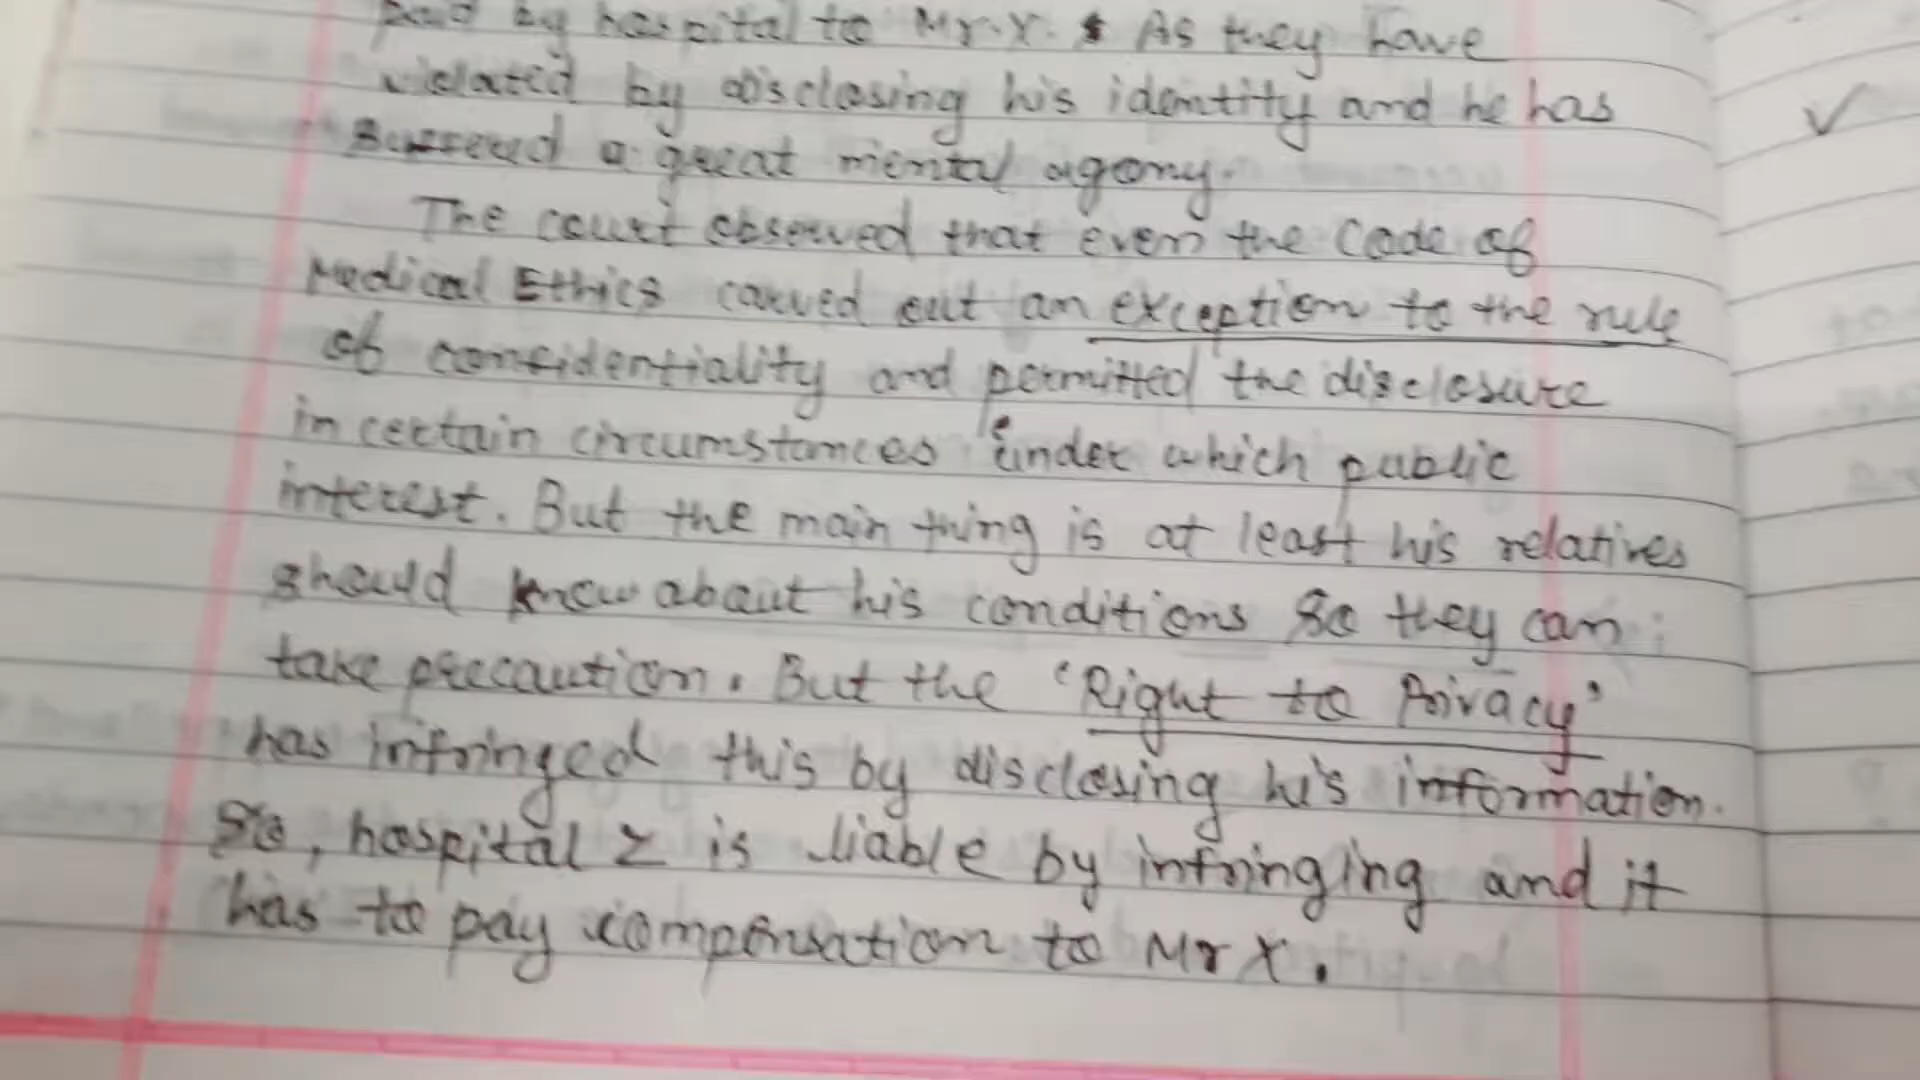 paid by hospital to Mr. X. As they have
violated by disclosing his identity and he has
suffered a great mental agony.
The court observed that even the Code of
Medical Ethics carved out an exception to the rule
of confidentiality and permitted the disclosure
in certain circumstances under which public
interest. But the main thing is at least his relatives
should know about his conditions so they can
take precaution. But the 'Right to Privacy'
has infringed this by disclosing his information.
So, hospital Z is liable by infringing and it
has to pay compensation to Mr X.